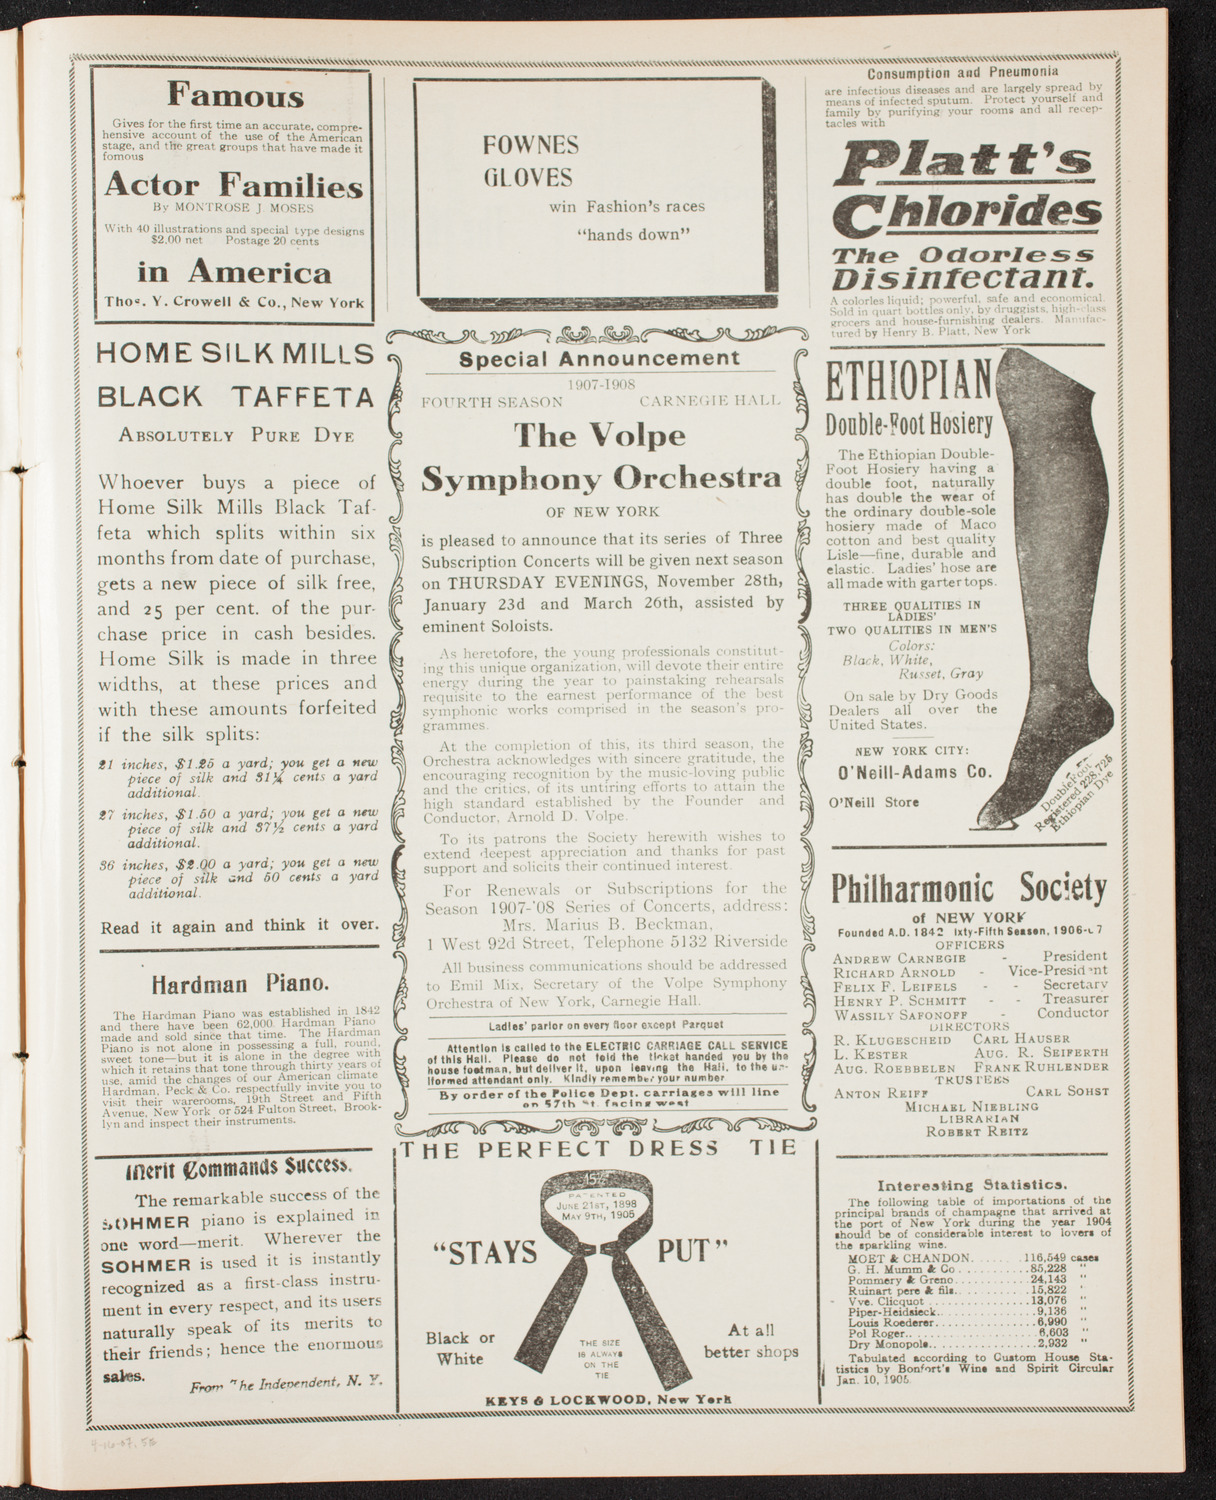 Famous
Gives for the first time an accurate, compre-
hensive account of the use of the American
stage, and the great groups that have made it
fomous
Actor Families
By MONTROSE J MOSES
With 40 illustrations and special type designs
$2.00 net Postage 20 cents
in America
Thos. Y. Crowell & Co., New York
HOME SILK MILLS
BLACK TAFFETA
ABSOLUTELY PURE DYE
Whoever buys a piece of
Home Silk Mills Black Taf-
feta which splits within six
months from date of purchase,
gets a new piece of silk free,
and 25 per cent. of the pur-
chase price in cash besides.
Home Silk is made in three
widths, at these prices and
with these amounts forfeited
if the silk splits:
21 inches, $1.25 a yard; you get a new
piece of silk and 31¼ cents a yard
additional.
27 inches, $1.50 a yard; you get a new
piece of silk and 37½ cents a yard
additional.
36 inches, $2.00 a yard; you get a new
piece of silk and 50 cents a yard
additional.
Read it again and think it over.
Hardman Piano.
The Hardman Piano was established in 1842
and there have been 62,000 Hardman Piano
made and sold since that time. The Hardman
Piano is not alone in possessing a full, round,
sweet tone—but it is alone in the degree with
which it retains that tone through thirty years of
use, amid the changes of our American climate
Hardman, Peck & Co. respectfully invite you to
visit their warerooms, 19th Street and Fifth
Avenue, New York or 524 Fulton Street, Brook-
lyn and inspect their instruments.
Merit Commands Success.
The remarkable success of the
SOHMER piano is explained in
one word—merit. Wherever the
SOHMER is used it is instantly
recognized as a first-class instru-
ment in every respect, and its users
naturally speak of its merits to
their friends; hence the enormous
sales.
From The Independent, N. Y.
FOWNES
GLOVES
win Fashion's races
"hands down"
Special Announcement
1907-1908
FOURTH SEASON CARNEGIE HALL
The Volpe
Symphony Orchestra
OF NEW YORK
is pleased to announce that its series of Three
Subscription Concerts will be given next season
on THURSDAY EVENINGS, November 28th,
January 23d and March 26th, assisted by
eminent Soloists.
As heretofore, the young professionals constitut-
ing this unique organization, will devote their entire
energy during the year to painstaking rehearsals
requisite to the earnest performance of the best
symphonic works comprised in the season's pro-
grammes.
At the completion of this, its third season, the
Orchestra acknowledges with sincere gratitude, the
encouraging recognition by the music-loving public
and the critics, of its untiring efforts to attain the
high standard established by the Founder and
Conductor, Arnold D. Volpe.
To its patrons the Society herewith wishes to
extend deepest appreciation and thanks for past
support and solicits their continued interest.
For Renewals or Subscriptions for the
Season 1907-'08 Series of Concerts, address:
Mrs. Marius B. Beckman,
1 West 92d Street, Telephone 5132 Riverside
All business communications should be addressed
to Emil Mix, Secretary of the Volpe Symphony
Orchestra of New York, Carnegie Hall.
Ladies' parlor on every floor except Parquet
Attention is called to the ELECTRIC CARRIAGE CALL SERVICE
of this Hall. Please do not fold the ticket handed you by the
house footman, but deliver it, upon leaving the Hall, to the un-
iformed attendant only. Kindly remember your number
By order of the Police Dept. carriages will line
on 57th St. facing west
THE PERFECT DRESS TIE
15½
PATENTED
JUNE 21ST, 1898
MAY 9TH, 1905
"STAYS PUT"
Black or
White
THE SIZE
IS ALWAYS
ON THE
TIE
At all
better shops
KEYS & LOCKWOOD, New York
Consumption and Pneumonia
are infectious diseases and are largely spread by
means of infected sputum. Protect yourself and
family by purifying your rooms and all recep-
tacles with
Platt's
Chlorides
The Odorless
Disinfectant.
A colorles liquid; powerful, safe and economical.
Sold in quart bottles only, by druggists, high-class
grocers and house-furnishing dealers. Manufac-
tured by Henry B. Platt, New York
ETHIOPIAN
Double-Foot Hosiery
The Ethiopian Double-
Foot Hosiery having a
double foot, naturally
has double the wear of
the ordinary double-sole
hosiery made of Maco
cotton and best quality
Lisle—fine, durable and
elastic. Ladies' hose are
all made with garter tops.
THREE QUALITIES IN
LADIES'
TWO QUALITIES IN MEN'S
Colors:
Black, White,
Russet, Gray
On sale by Dry Goods
Dealers all over the
United States.
NEW YORK CITY:
O'Neill-Adams Co.
O'Neill Store
DoubleFoot
Registered 228,725
Ethiopian Dye
Philharmonic Society
of NEW YORK
Founded A.D. 1842 ixty-Fifth Season, 1906-07
OFFICERS
ANDREW CARNEGIE - President
RICHARD ARNOLD - Vice-President
FELIX F. LEIFELS - - Secretary
HENRY P. SCHMITT - - Treasurer
WASSILY SAFONOFF - Conductor
DIRECTORS
R. KLUGESCHEID CARL HAUSER
L. KESTER AUG. R. SEIFERTH
AUG. ROEBBELEN FRANK RUHLENDER
TRUSTEES
ANTON REIFF CARL SOHST
MICHAEL NIEBLING
LIBRARIAN
ROBERT REITZ
Interesting Statistics.
The following table of importations of the
principal brands of champagne that arrived at
the port of New York during the year 1904
should be of considerable interest to lovers of
the sparkling wine.
MOET & CHANDON.......116,549 cases
G. H. Mumm & Co...........85,228 "
Pommery & Greno............24,143 "
Ruinart pere & fils............15,822 "
Vve. Clicquot................13,076 "
Piper-Heidsieck................9,136 "
Louis Roederer................6,990 "
Pol Roger....................6,603 "
Dry Monopole.................2,932 "
Tabulated according to Custom House Sta-
tistics by Bonfort's Wine and Spirit Circular
Jan. 10, 1905.
9-16-07, 5B